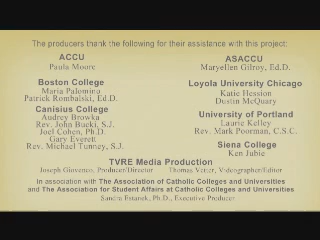 The producers thank the following for their assistance with this project:
ACCU
Paula Moore
Boston College
Maria Palomino
Patrick Rombalski, Ed.D.
Canisius College
Audrey Browka
Rev. John Bucki, S.J.
Joel Cohen, Ph.D.
Gary Everett
Rev. Michael Tunney, S.J.
ASACCU
Maryellen Gilroy, Ed.D.
Loyola University Chicago
Katie Hession
Dustin McQuary
University of Portland
Laurie Kelley
Rev. Mark Poorman, C.S.C.
Siena College
Ken Jubie
TVRE Media Production
Joseph Giovenco, Producer/Director Thomas Vetter, Videographer/Editor
In association with The Association of Catholic Colleges and Universities
and The Association for Student Affairs at Catholic Colleges and Universities
Sandra Estanek, Ph.D., Executive Producer